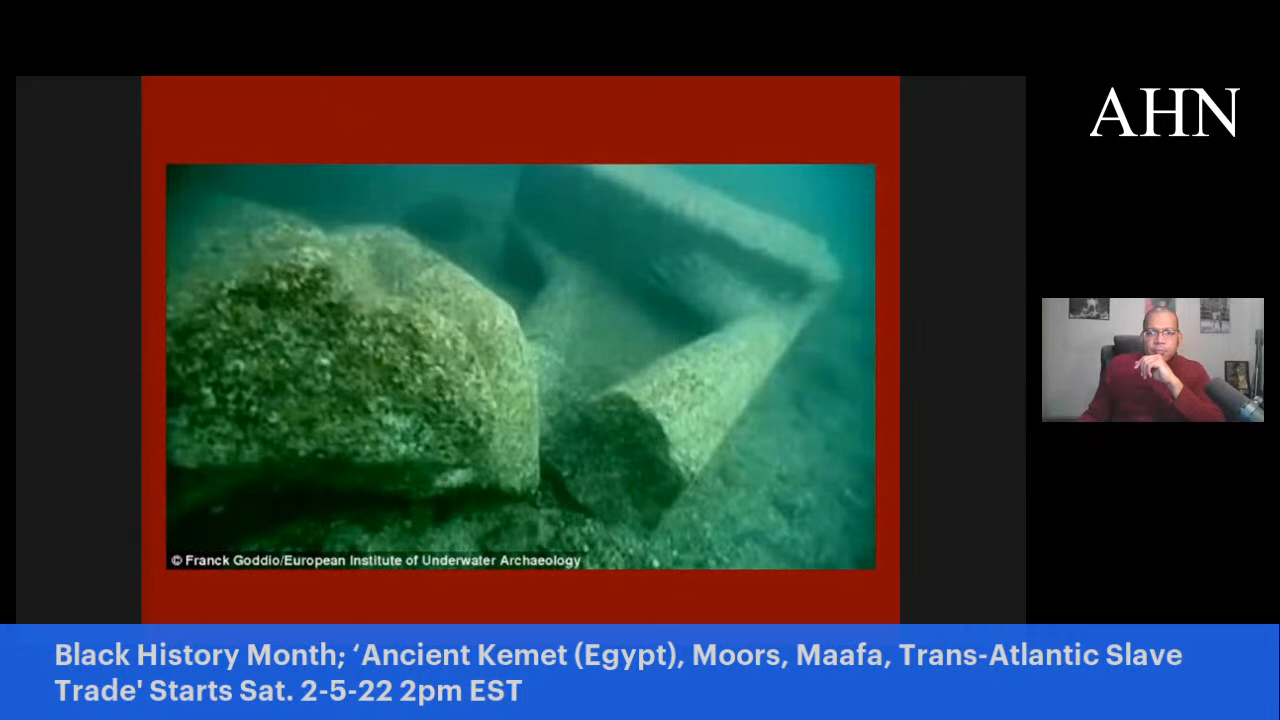 AHN
© Franck Goddio/European Institute of Underwater Archaeology
Black History Month; ‘Ancient Kemet (Egypt), Moors, Maafa, Trans-Atlantic Slave
Trade' Starts Sat. 2-5-22 2pm EST